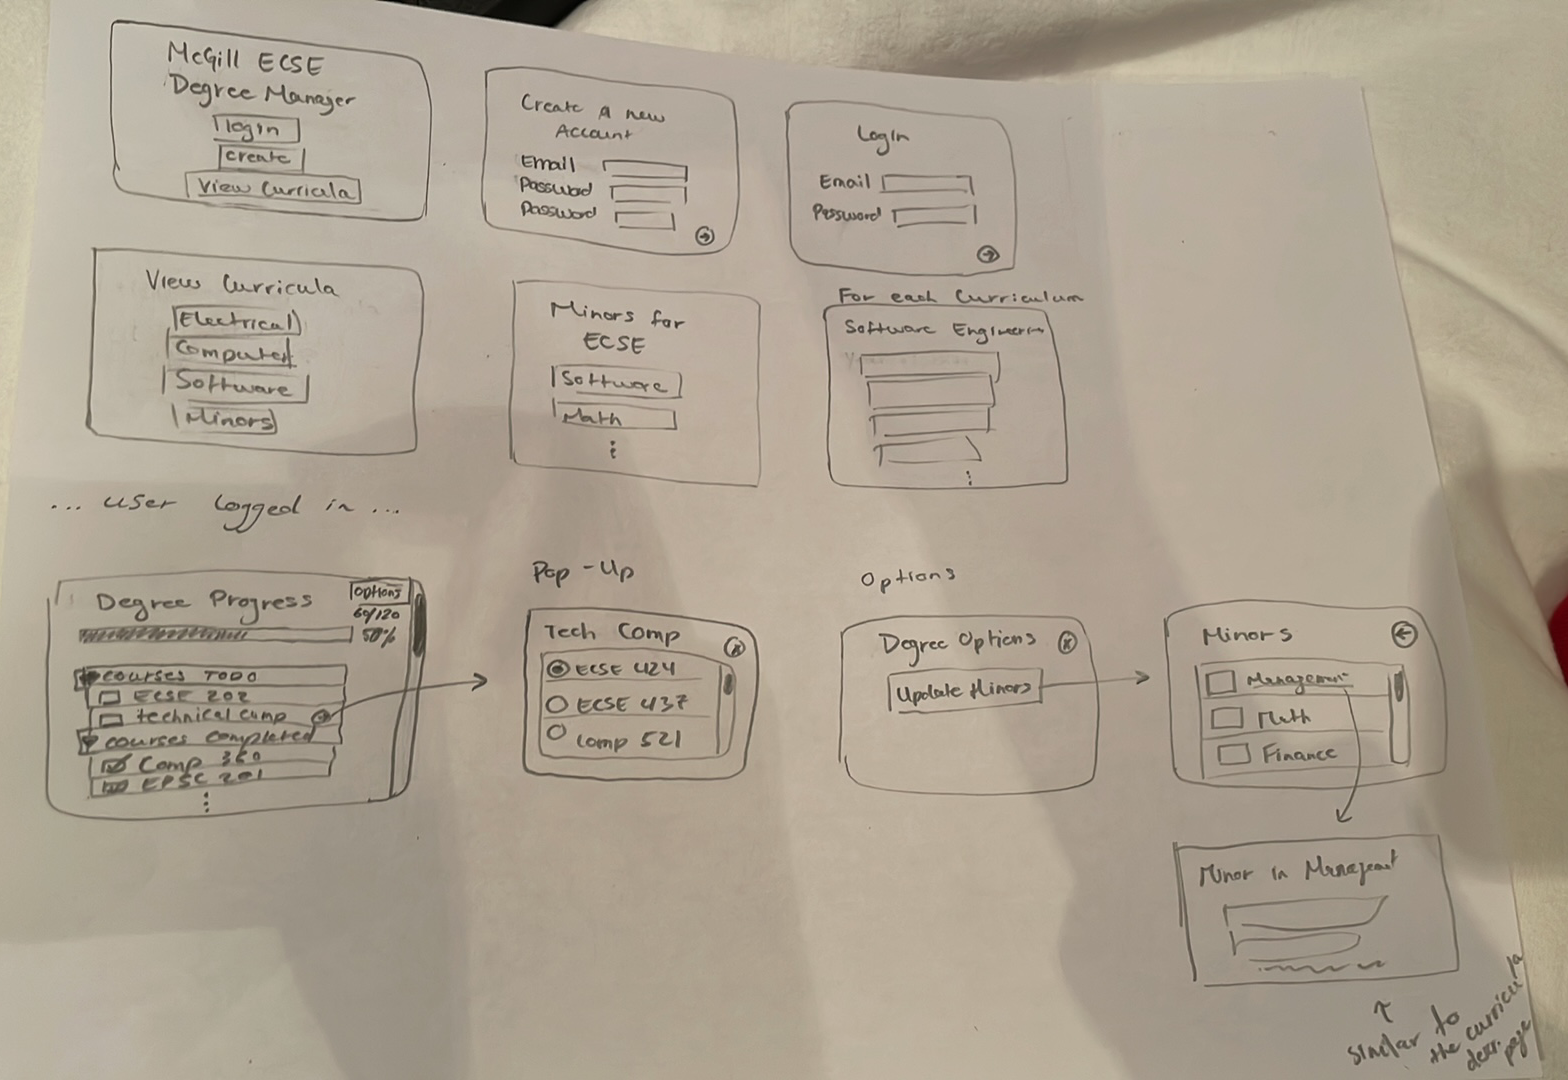 McGill ECSE
Degree Manager
login
create
View Curricula
Create A new
Account
Email
Password
Password
Login
Email
Password
View Curricula
Electrical
Computer
Software
Minors
Minors for
ECSE
Software
Math
For each Curriculum
Software Engineering
... user logged in ...
Degree Progress
Options
60/120
50%
courses TODO
ECSE 202
technical comp
courses completed
Comp 360
EPSC 201
Pop-Up
Tech Comp
ECSE 424
ECSE 437
Comp 521
Options
Degree Options
Update Minors
Minors
Management
Math
Finance
Minor in Management
similar to
the curricula
page